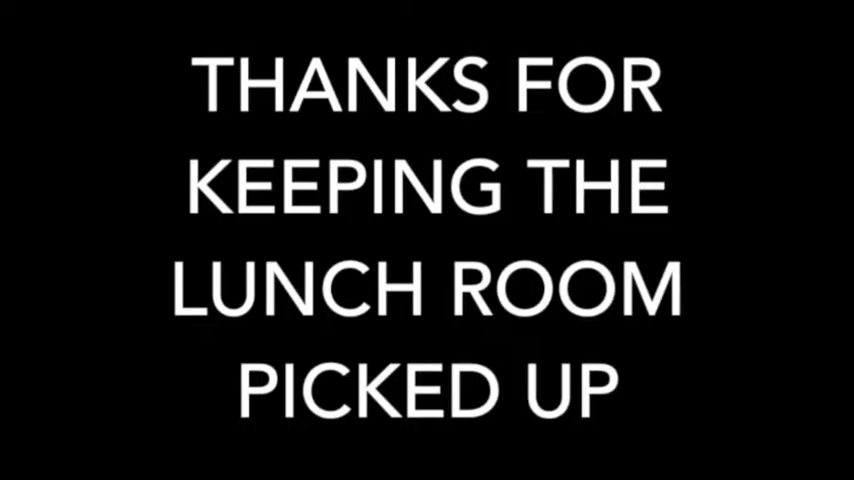 THANKS FOR
KEEPING THE
LUNCH ROOM
PICKED UP